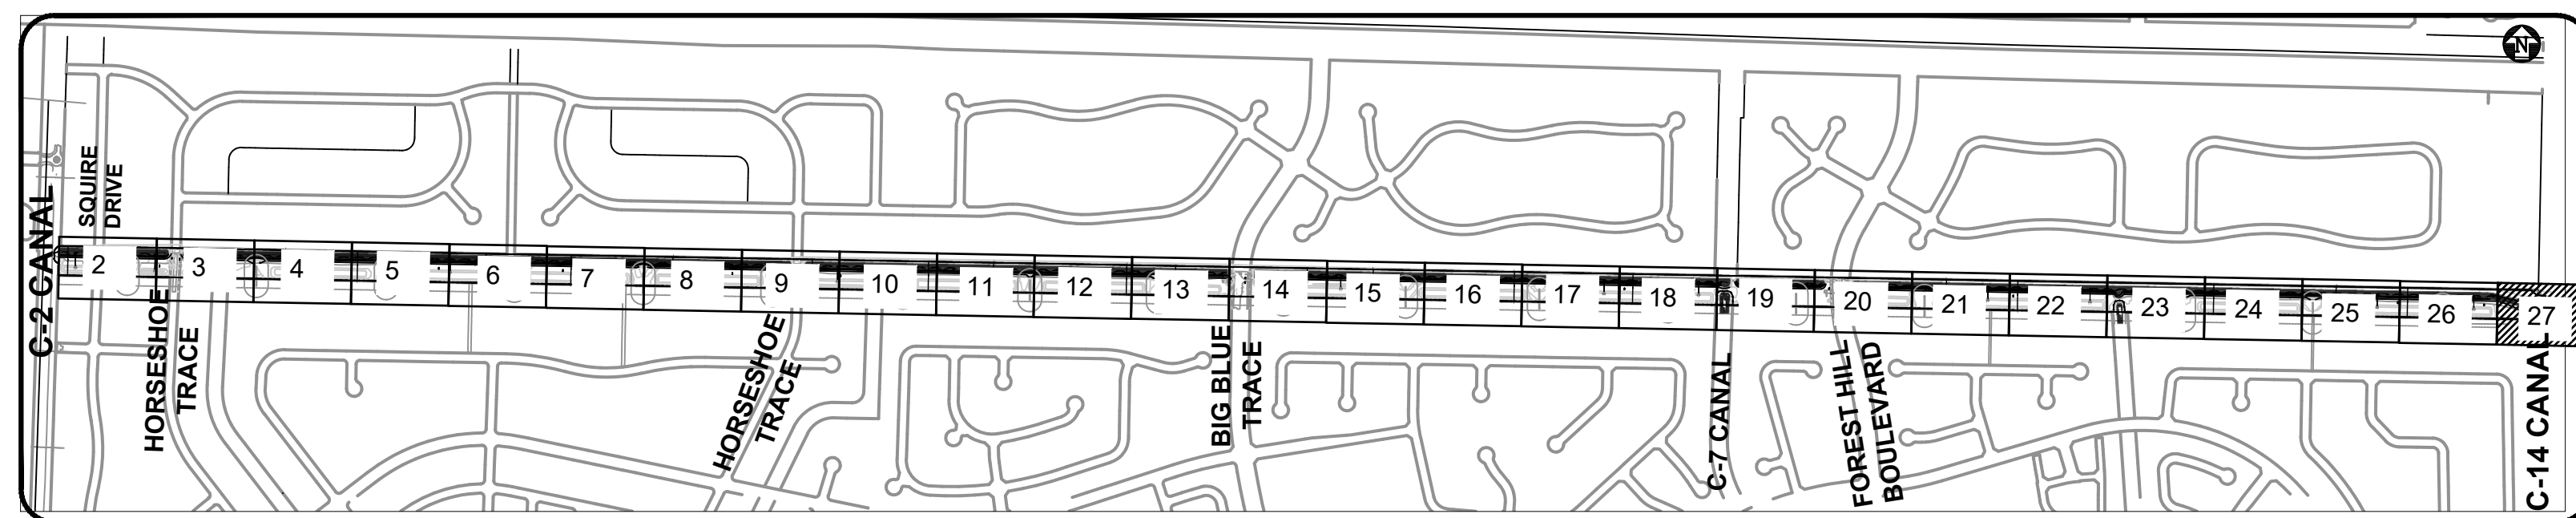 N
C-2 CANAL
SQUIRE
DRIVE
2 3 4 5 6 7 8 9 10 11 12 13 14 15 16 17 18 19 20 21 22 23 24 25 26 27
HORSESHOE
TRACE
HORSESHOE
TRACE
BIG BLUE
TRACE
C-7 CANAL
FOREST HILL
BOULEVARD
C-14 CANAL